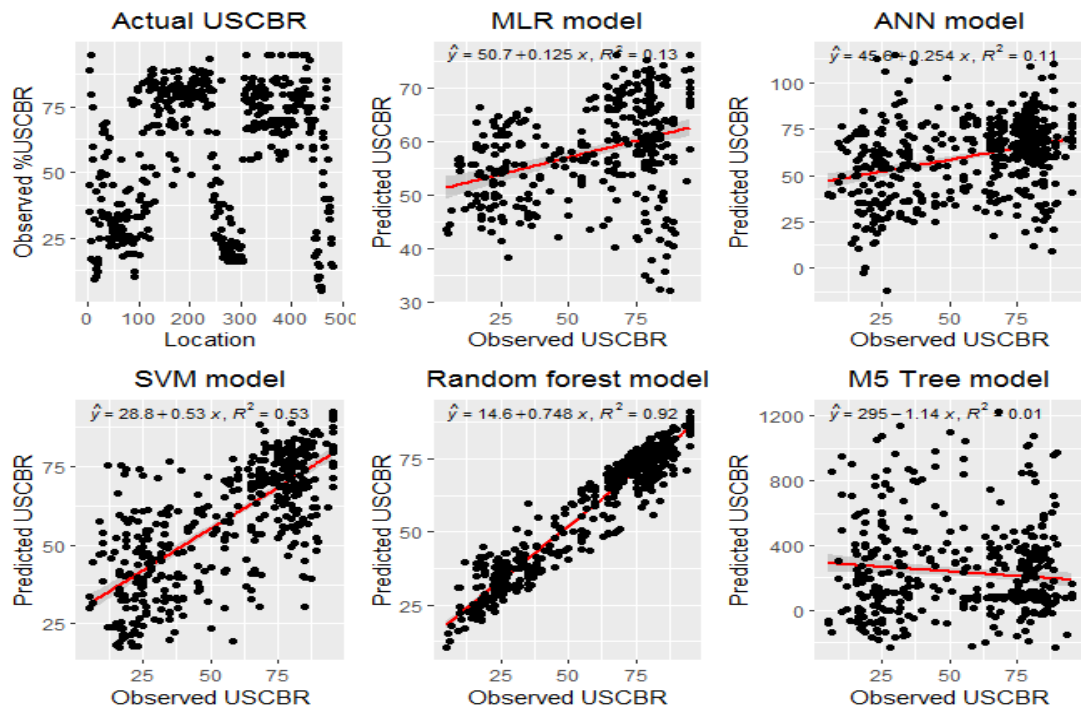 Actual USCBR
Observed %USCBR
75
50
25
0 100 200 300 400 500
Location
MLR model
ŷ = 50.7 + 0.125 x, R² = 0.13
Predicted USCBR
70
60
50
40
30
25 50 75
Observed USCBR
ANN model
ŷ = 45.6 + 0.254 x, R² = 0.11
Predicted USCBR
100
75
50
25
0
25 50 75
Observed USCBR
SVM model
ŷ = 28.8 + 0.53 x, R² = 0.53
Predicted USCBR
75
50
25
25 50 75
Observed USCBR
Random forest model
ŷ = 14.6 + 0.748 x, R² = 0.92
Predicted USCBR
75
50
25
25 50 75
Observed USCBR
M5 Tree model
ŷ = 295 − 1.14 x, R² = 0.01
Predicted USCBR
1200
800
400
0
25 50 75
Observed USCBR